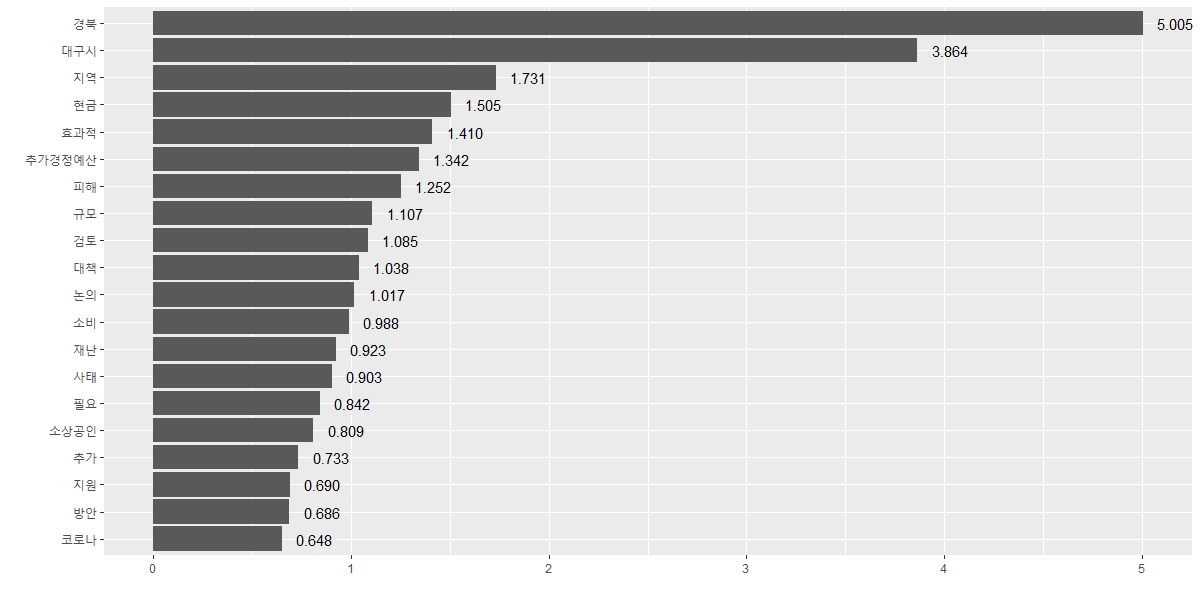 경북 5.005
대구시 3.864
지역 1.731
현금 1.505
효과적 1.410
추가경정예산 1.342
피해 1.252
규모 1.107
검토 1.085
대책 1.038
논의 1.017
소비 0.988
재난 0.923
사태 0.903
필요 0.842
소상공인 0.809
추가 0.733
지원 0.690
방안 0.686
코로나 0.648
0 1 2 3 4 5